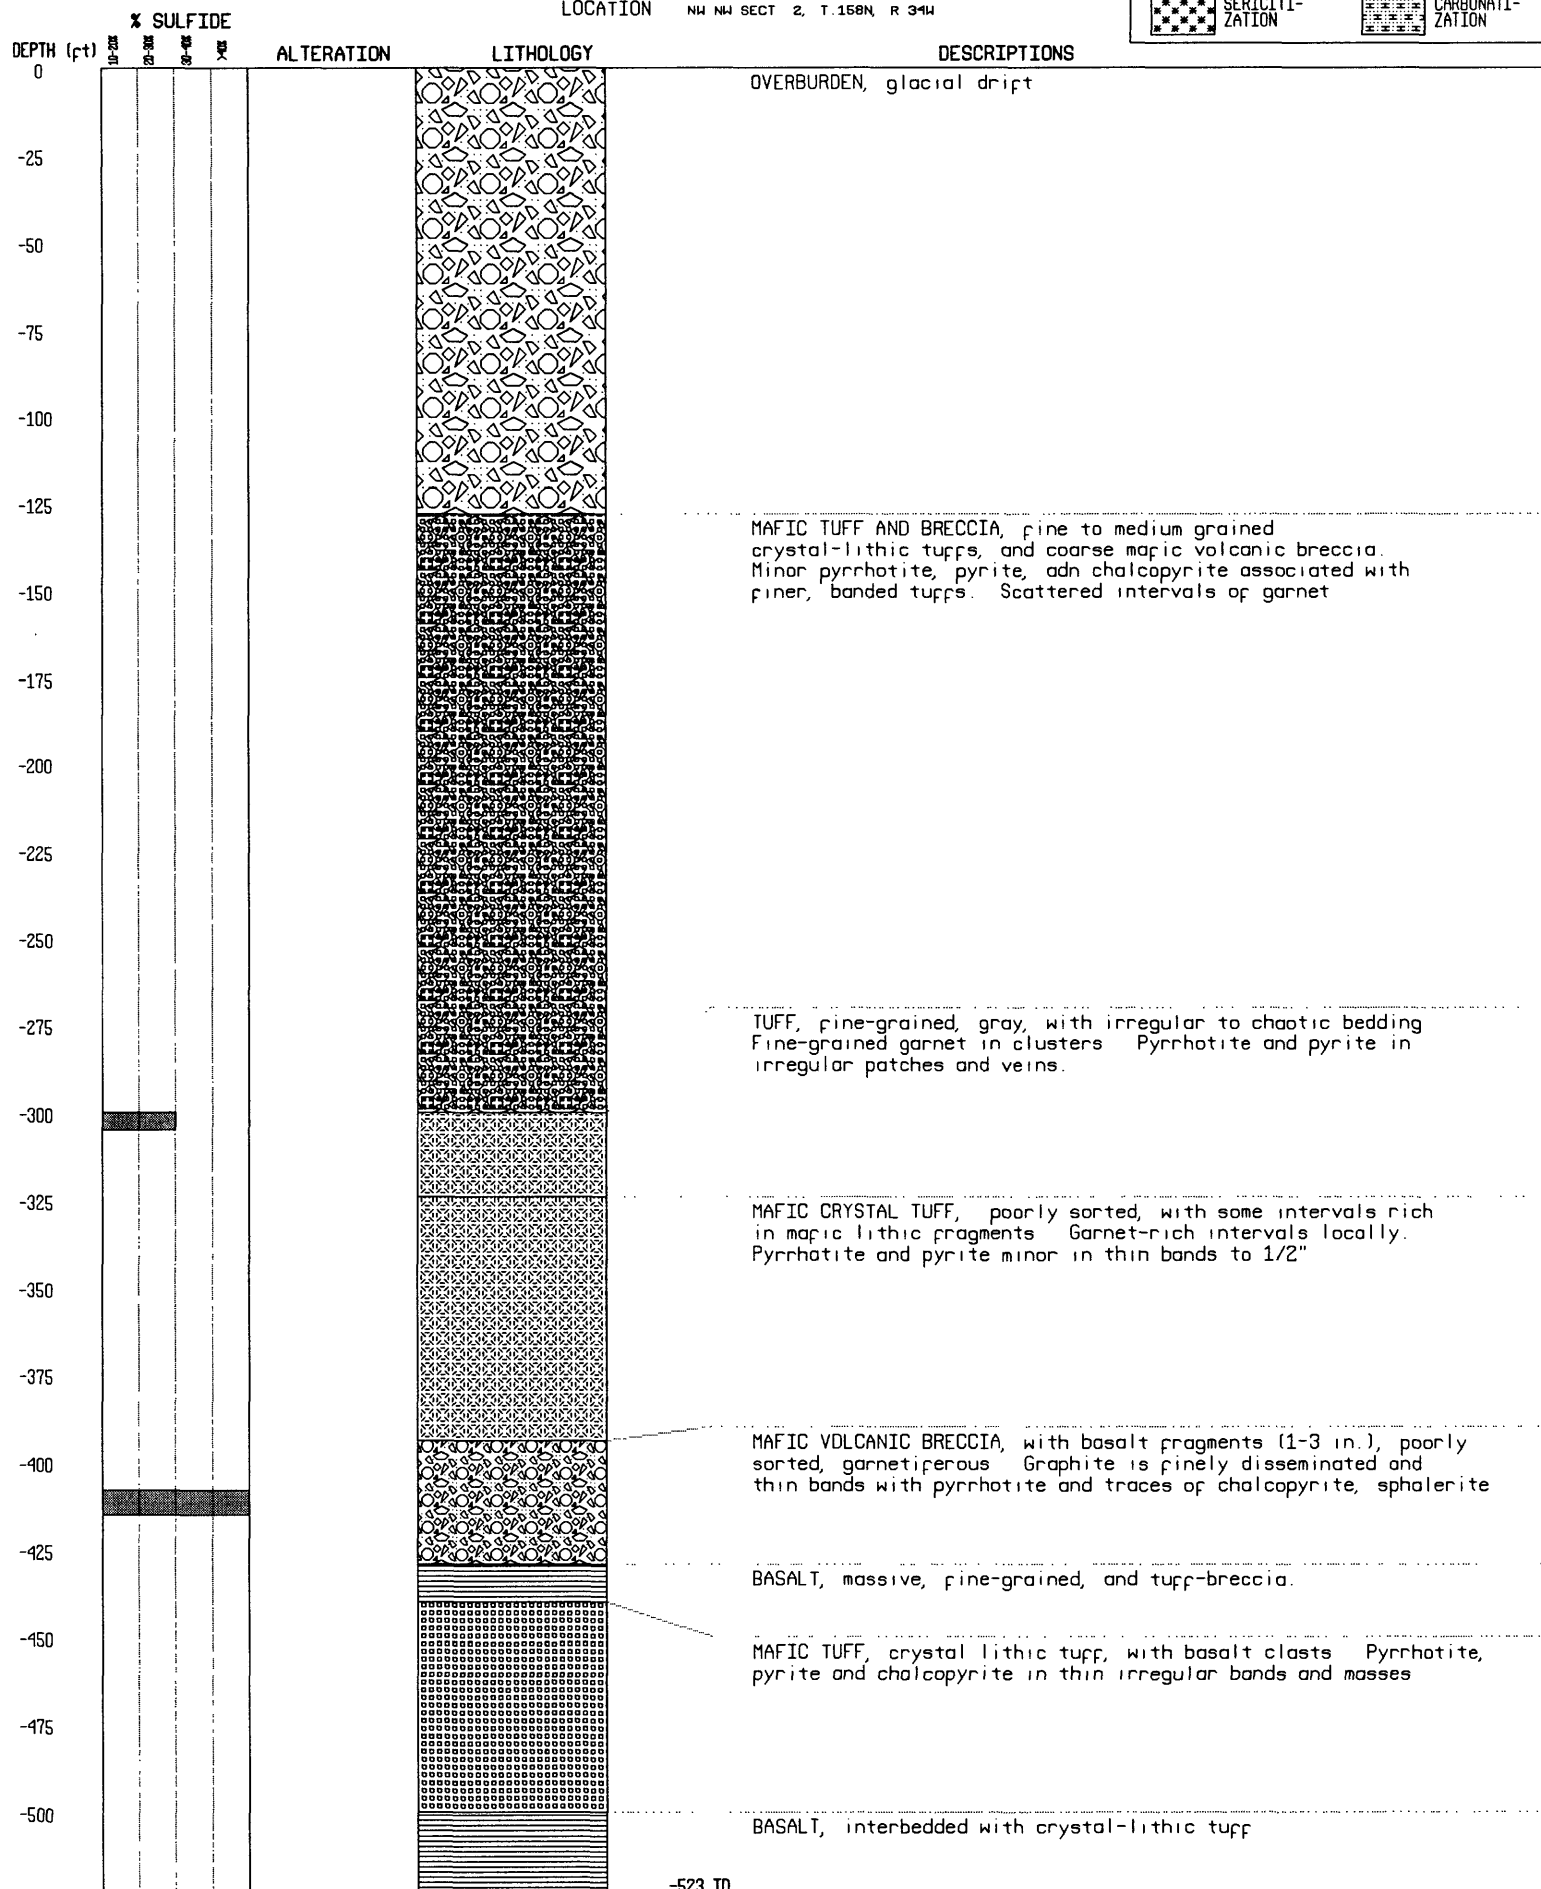 LOCATION NW NW SECT 2, T.158N, R 34W
SERICITI-
ZATION
CARBONATI-
ZATION
% SULFIDE
10-20% 20-30% 30-40% >40%
DEPTH (ft) ALTERATION LITHOLOGY DESCRIPTIONS
0
OVERBURDEN, glacial drift
-25
-50
-75
-100
-125
MAFIC TUFF AND BRECCIA, fine to medium grained
crystal-lithic tuffs, and coarse mafic volcanic breccia.
Minor pyrrhotite, pyrite, adn chalcopyrite associated with
finer, banded tuffs. Scattered intervals of garnet
-150
-175
-200
-225
-250
-275
TUFF, fine-grained, gray, with irregular to chaotic bedding
Fine-grained garnet in clusters Pyrrhotite and pyrite in
irregular patches and veins.
-300
-325
MAFIC CRYSTAL TUFF, poorly sorted, with some intervals rich
in mafic lithic fragments Garnet-rich intervals locally.
Pyrrhatite and pyrite minor in thin bands to 1/2"
-350
-375
MAFIC VOLCANIC BRECCIA, with basalt fragments (1-3 in.), poorly
sorted, garnetiferous Graphite is finely disseminated and
thin bands with pyrrhotite and traces of chalcopyrite, sphalerite
-400
-425
BASALT, massive, fine-grained, and tuff-breccia.
-450
MAFIC TUFF, crystal lithic tuff, with basalt clasts Pyrrhotite,
pyrite and chalcopyrite in thin irregular bands and masses
-475
-500
BASALT, interbedded with crystal-lithic tuff
-523 TD